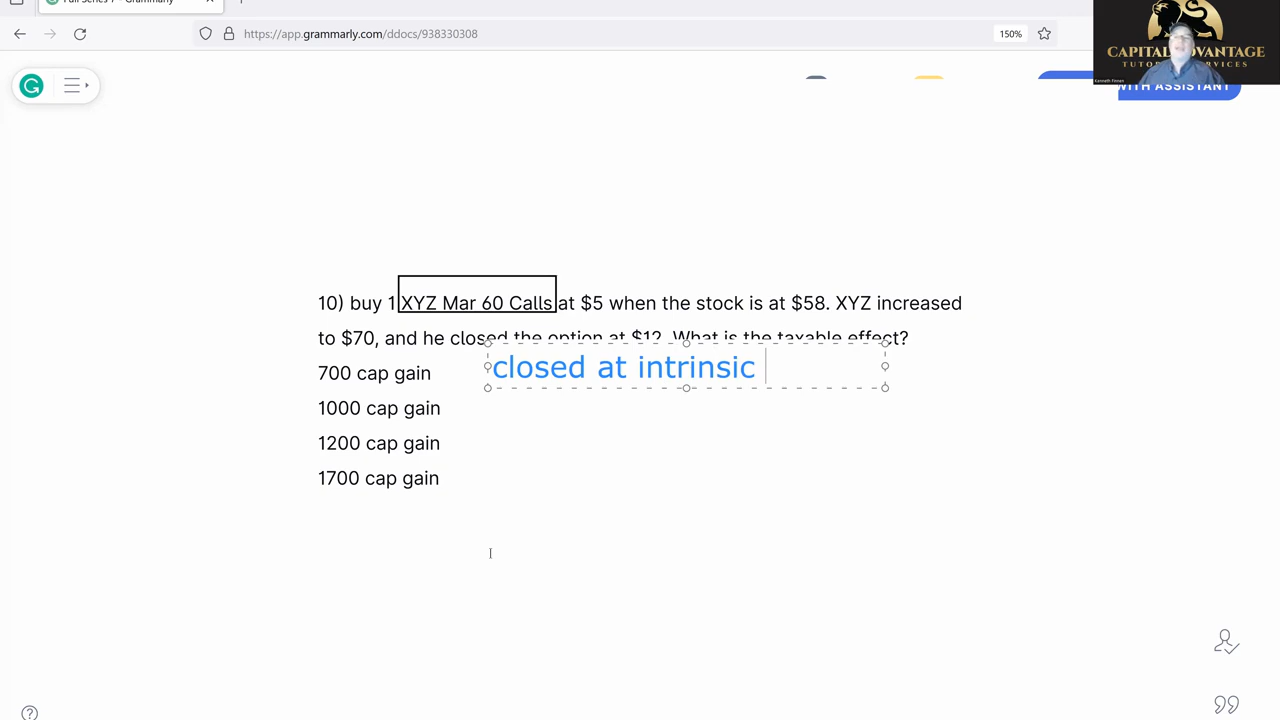 https://app.grammarly.com/ddocs/938330308
150%
CAPITAL ADVANTAGE
TUTORING SERVICES
WITH ASSISTANT
10) buy 1 XYZ Mar 60 Calls at $5 when the stock is at $58. XYZ increased
to $70, and he closed the option at $12. What is the taxable effect?
closed at intrinsic
700 cap gain
1000 cap gain
1200 cap gain
1700 cap gain